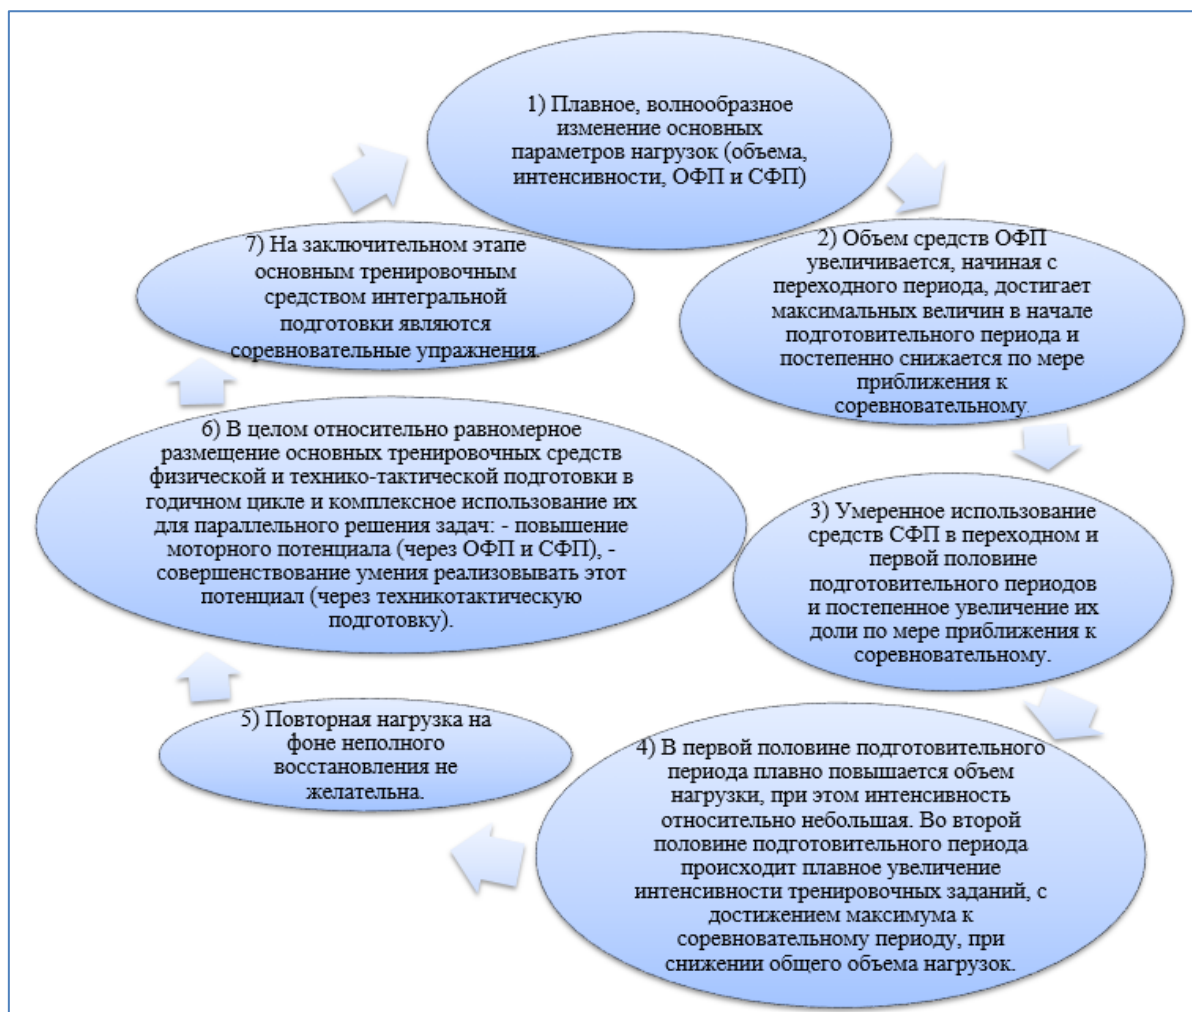 1) Плавное, волнообразное
изменение основных
параметров нагрузок (объема,
интенсивности, ОФП и СФП)
2) Объем средств ОФП
увеличивается, начиная с
переходного периода, достигает
максимальных величин в начале
подготовительного периода и
постепенно снижается по мере
приближения к
соревновательному.
3) Умеренное использование
средств СФП в переходном и
первой половине
подготовительного периодов
и постепенное увеличение их
доли по мере приближения к
соревновательному.
4) В первой половине подготовительного
периода плавно повышается объем
нагрузки, при этом интенсивность
относительно небольшая. Во второй
половине подготовительного периода
происходит плавное увеличение
интенсивности тренировочных заданий, с
достижением максимума к
соревновательному периоду, при
снижении общего объема нагрузок.
5) Повторная нагрузка на
фоне неполного
восстановления не
желательна.
6) В целом относительно равномерное
размещение основных тренировочных средств
физической и технико-тактической подготовки в
годичном цикле и комплексное использование их
для параллельного решения задач: - повышение
моторного потенциала (через ОФП и СФП), -
совершенствование умения реализовывать этот
потенциал (через техникотактическую
подготовку).
7) На заключительном этапе
основным тренировочным
средством интегральной
подготовки являются
соревновательные упражнения.